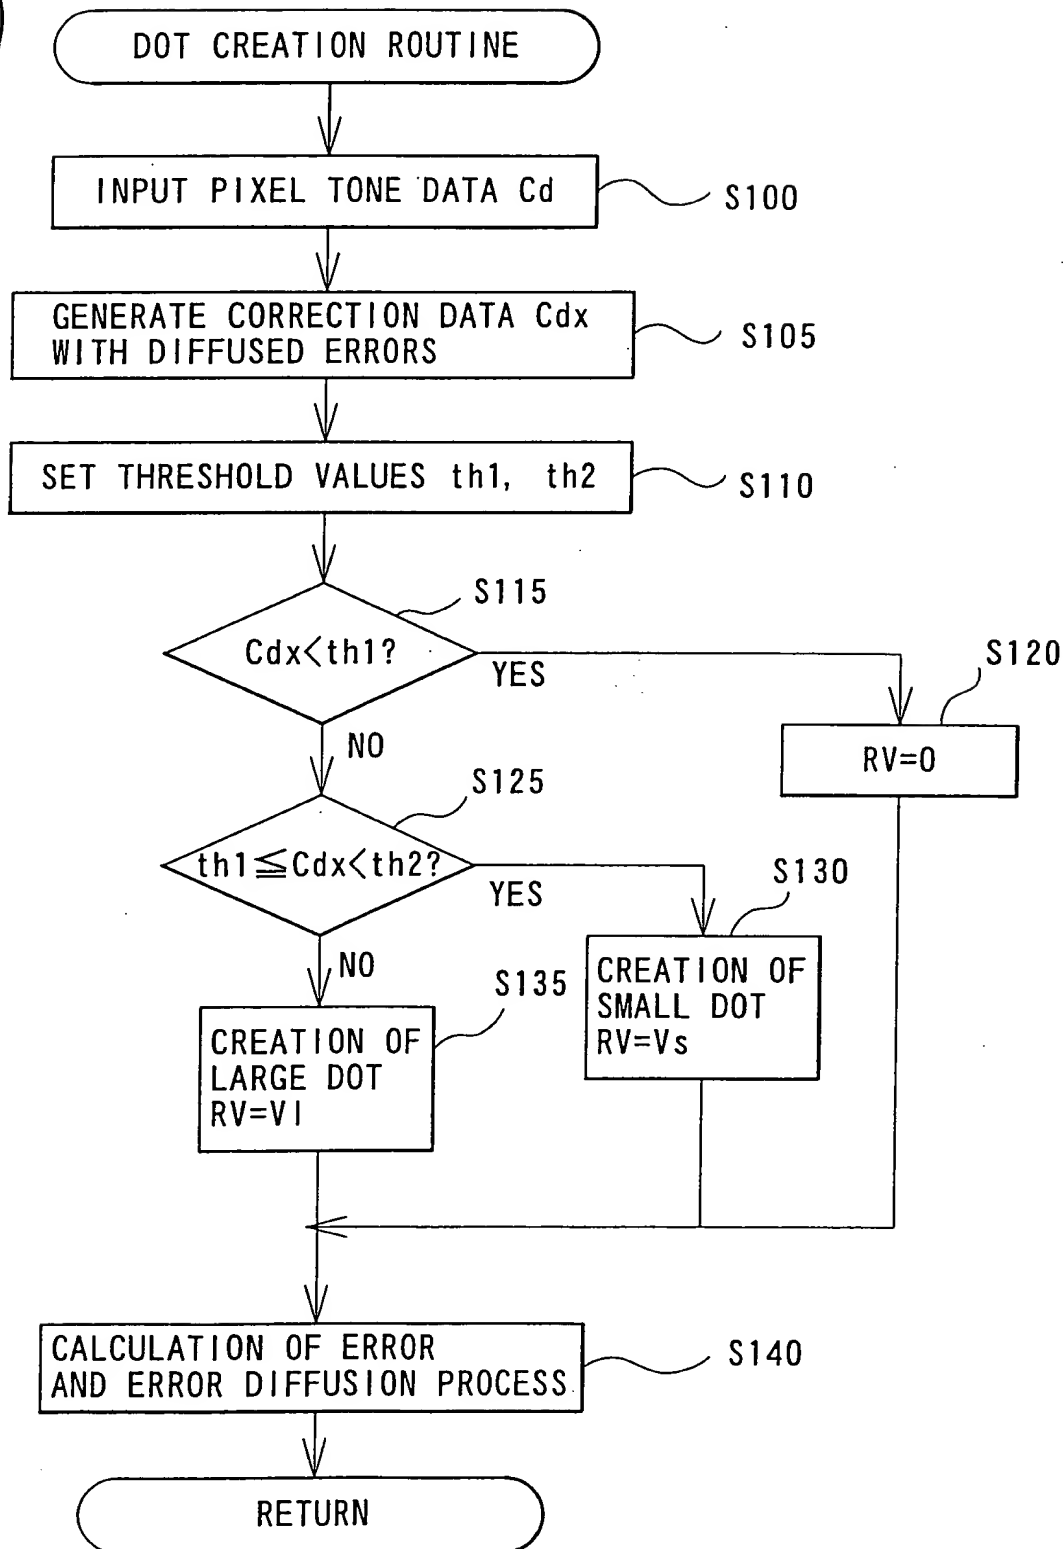 DOT CREATION ROUTINE
INPUT PIXEL TONE DATA Cd
S100
GENERATE CORRECTION DATA Cdx
WITH DIFFUSED ERRORS
S105
SET THRESHOLD VALUES th1, th2
S110
S115
Cdx<th1?
YES
S120
RV=0
NO
S125
th1≦Cdx<th2?
YES
S130
CREATION OF
SMALL DOT
RV=Vs
NO
S135
CREATION OF
LARGE DOT
RV=Vl
CALCULATION OF ERROR
AND ERROR DIFFUSION PROCESS
S140
RETURN